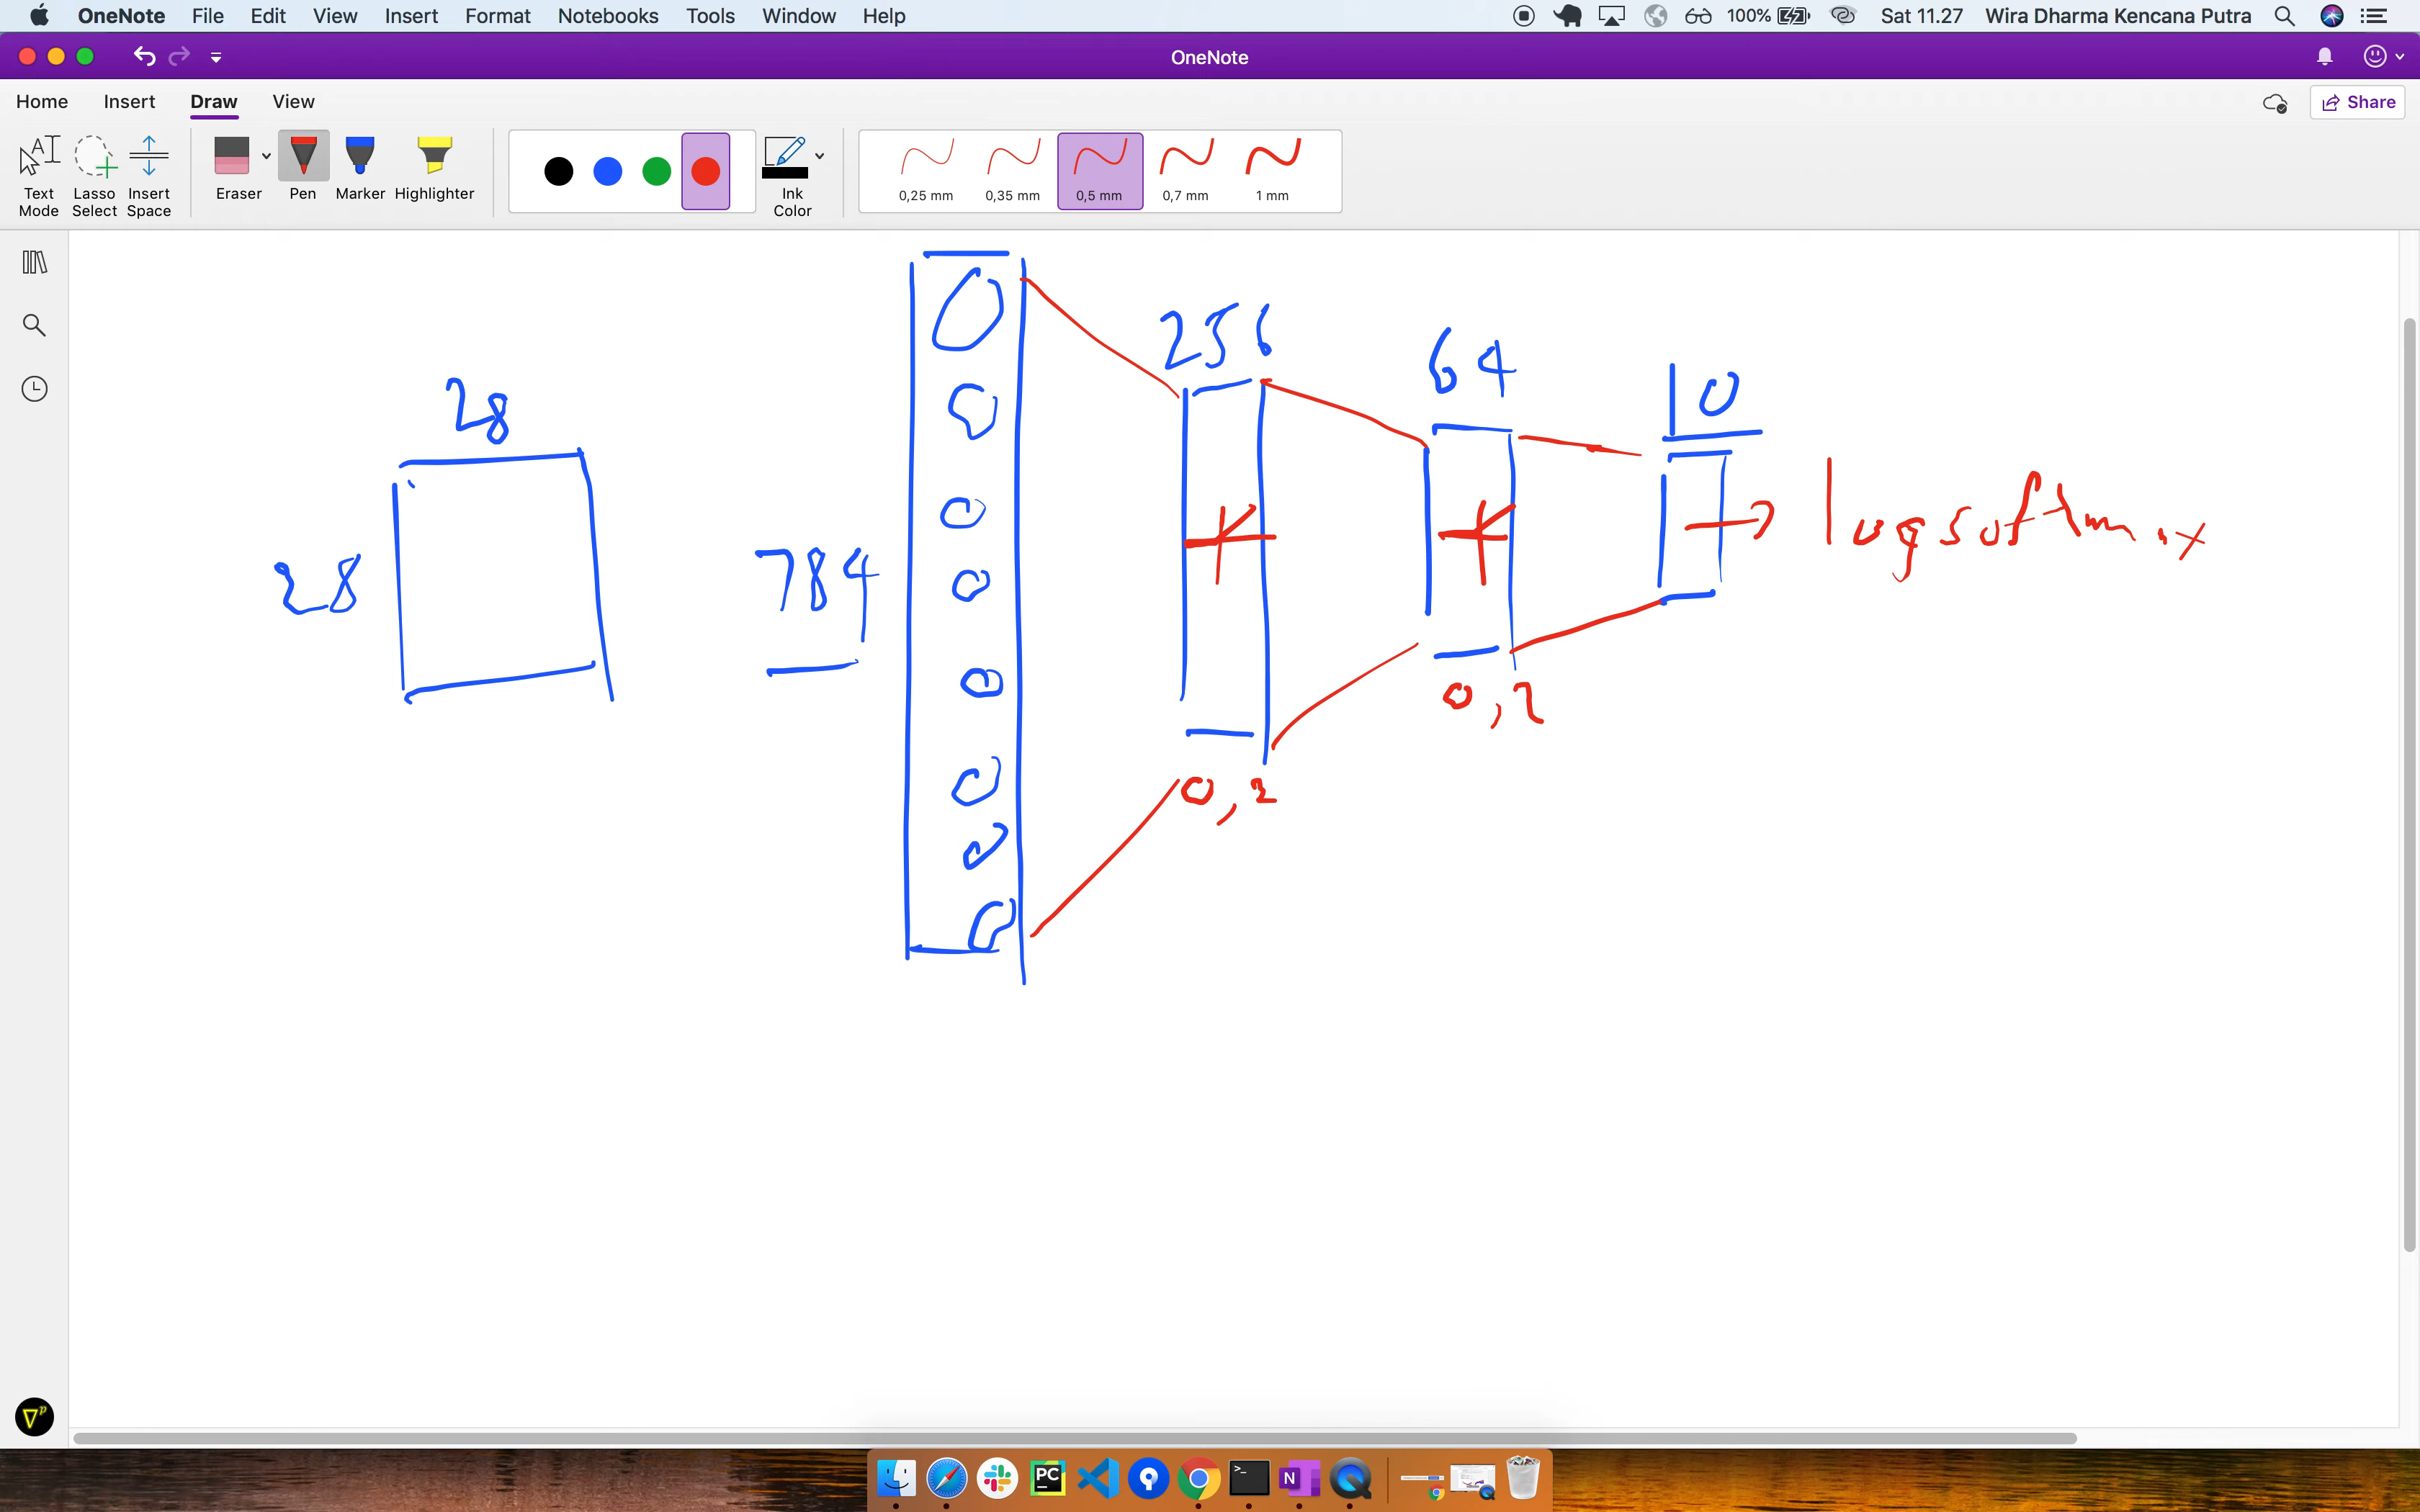 OneNote File Edit View Insert Format Notebooks Tools Window Help 100% Sat 11.27 Wira Dharma Kencana Putra
OneNote
Home Insert Draw View Share
Text Mode
Lasso Select
Insert Space
Eraser
Pen
Marker
Highlighter
Ink Color
0,25 mm
0,35 mm
0,5 mm
0,7 mm
1 mm
28
28
784
256
0,2
64
0,2
10
logsoftmax
PC
N